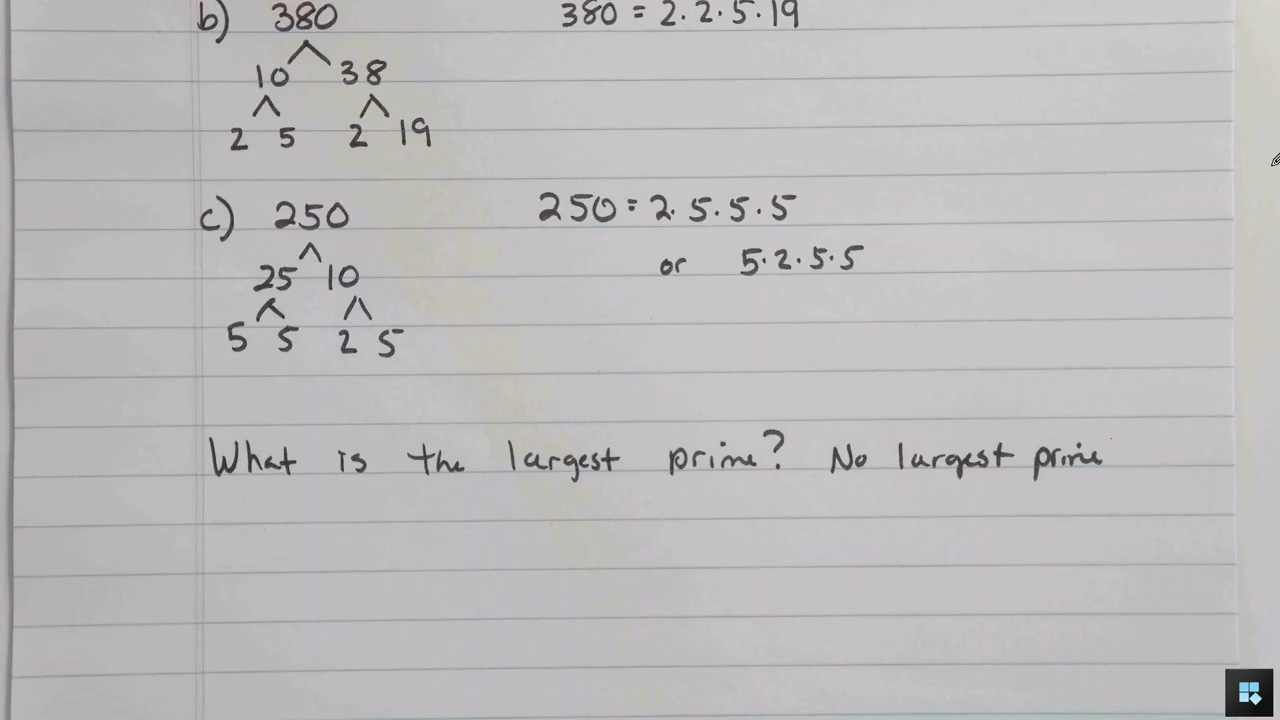 b) 380 380 = 2·2·5·19
10 38
2 5 2 19
c) 250 250 = 2·5·5·5
or 5·2·5·5
25 10
5 5 2 5
What is the largest prime? No largest prime